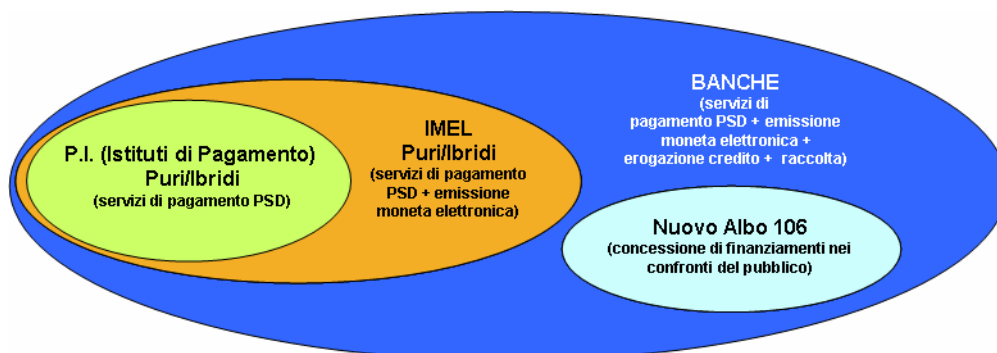 BANCHE
(servizi di
pagamento PSD + emissione
moneta elettronica +
erogazione credito + raccolta)
IMEL
Puri/Ibridi
(servizi di pagamento
PSD + emissione
moneta elettronica)
P.I. (Istituti di Pagamento)
Puri/Ibridi
(servizi di pagamento PSD)
Nuovo Albo 106
(concessione di finanziamenti nei
confronti del pubblico)